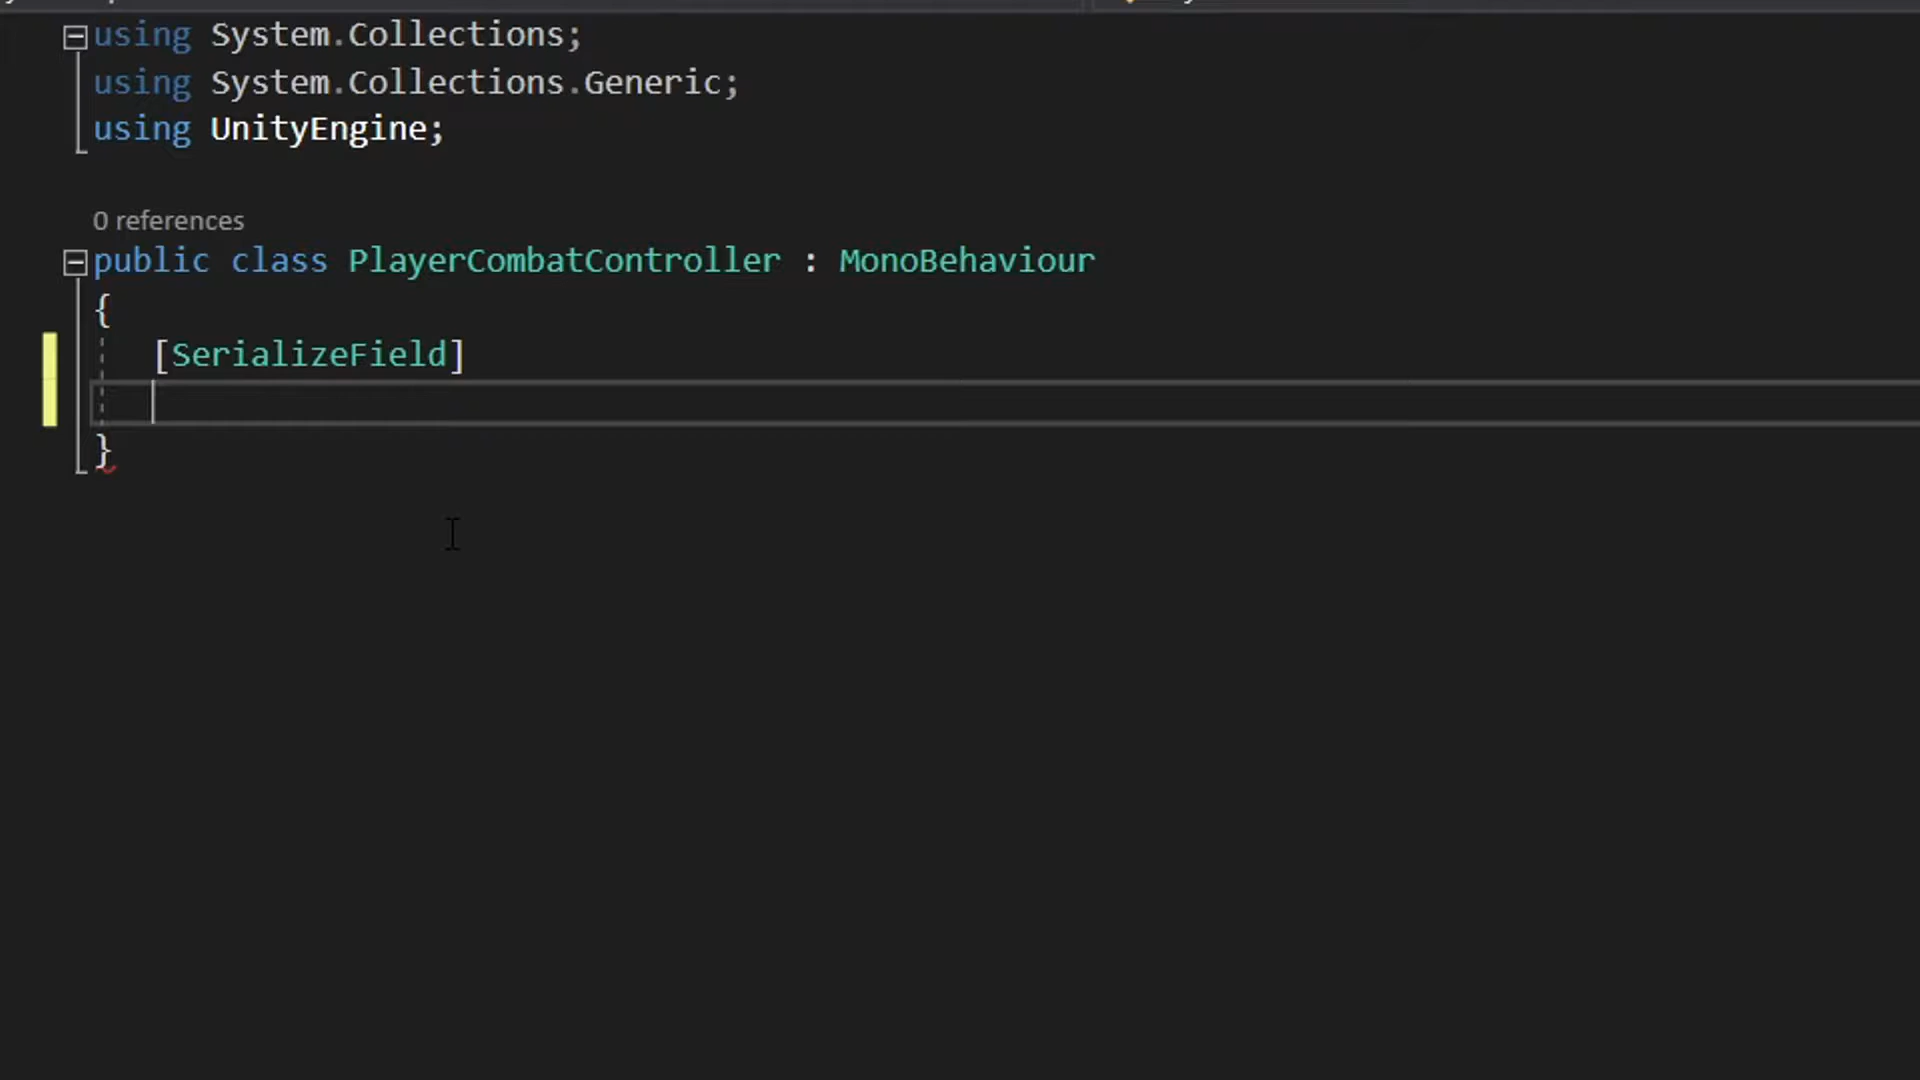 using System.Collections;
using System.Collections.Generic;
using UnityEngine;
0 references
public class PlayerCombatController : MonoBehaviour
{
[SerializeField]
}